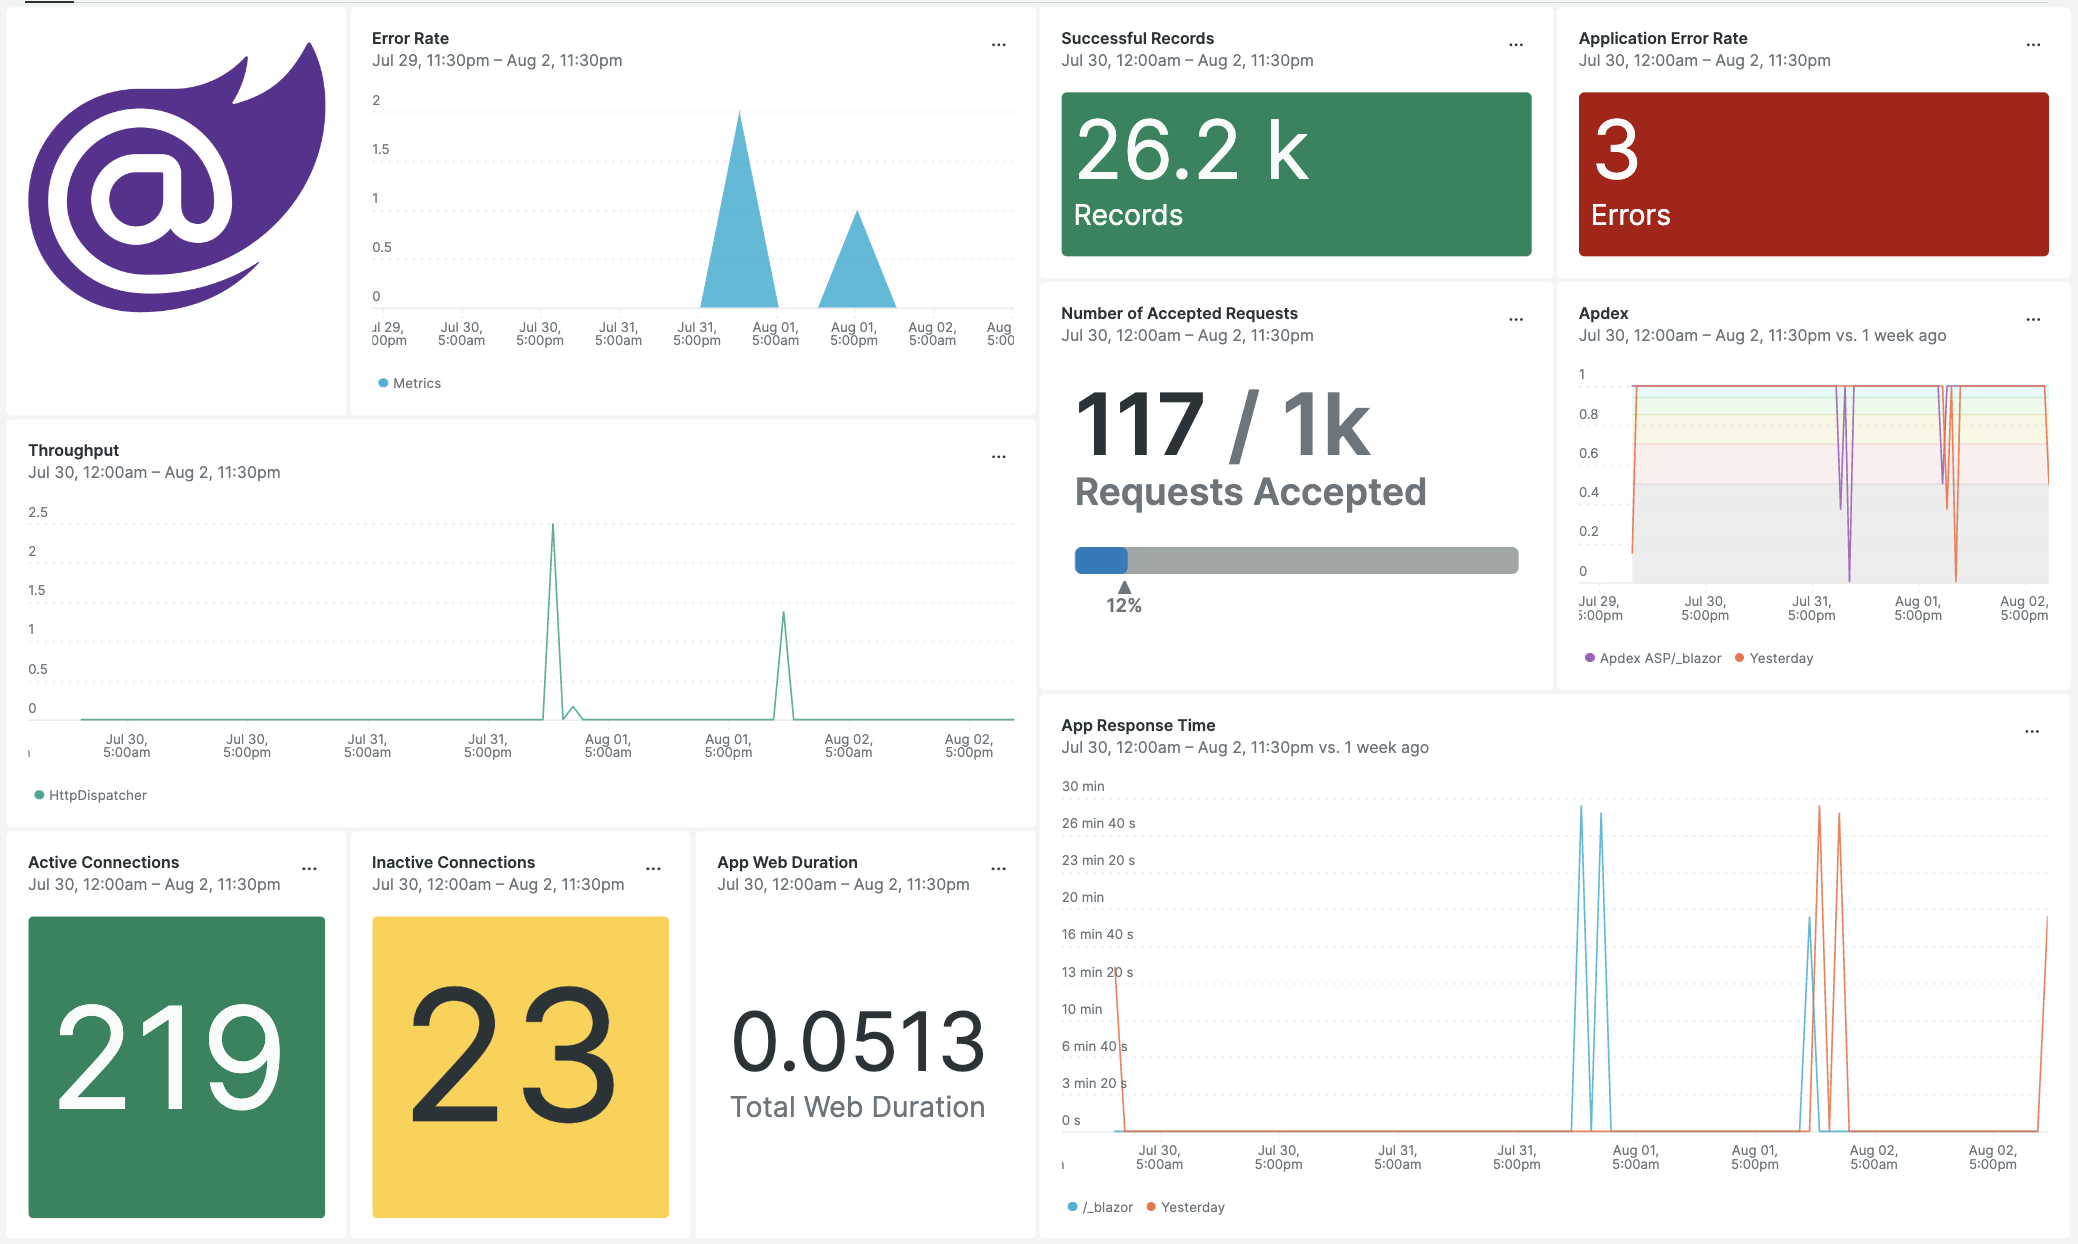 @
Error Rate
...
Jul 29, 11:30pm – Aug 2, 11:30pm
2
1.5
1
0.5
0
ul 29, Jul 30, Jul 30, Jul 31, Jul 31, Aug 01, Aug 01, Aug 02, Aug
:00pm 5:00am 5:00pm 5:00am 5:00pm 5:00am 5:00pm 5:00am 5:00
Metrics
Successful Records
...
Jul 30, 12:00am – Aug 2, 11:30pm
26.2 k
Records
Application Error Rate
...
Jul 30, 12:00am – Aug 2, 11:30pm
3
Errors
Number of Accepted Requests
...
Jul 30, 12:00am – Aug 2, 11:30pm
117 / 1k
Requests Accepted
12%
Apdex
...
Jul 30, 12:00am – Aug 2, 11:30pm vs. 1 week ago
1
0.8
0.6
0.4
0.2
0
Jul 29, Jul 30, Jul 31, Aug 01, Aug 02,
5:00pm 5:00pm 5:00pm 5:00pm 5:00pm
Apdex ASP/_blazor Yesterday
Throughput
...
Jul 30, 12:00am – Aug 2, 11:30pm
2.5
2
1.5
1
0.5
0
Jul 30, Jul 30, Jul 31, Jul 31, Aug 01, Aug 01, Aug 02, Aug 02,
5:00am 5:00pm 5:00am 5:00pm 5:00am 5:00pm 5:00am 5:00pm
HttpDispatcher
Active Connections
...
Jul 30, 12:00am – Aug 2, 11:30pm
219
Inactive Connections
...
Jul 30, 12:00am – Aug 2, 11:30pm
23
App Web Duration
...
Jul 30, 12:00am – Aug 2, 11:30pm
0.0513
Total Web Duration
App Response Time
...
Jul 30, 12:00am – Aug 2, 11:30pm vs. 1 week ago
30 min
26 min 40 s
23 min 20 s
20 min
16 min 40 s
13 min 20 s
10 min
6 min 40 s
3 min 20 s
0 s
Jul 30, Jul 30, Jul 31, Jul 31, Aug 01, Aug 01, Aug 02, Aug 02,
5:00am 5:00pm 5:00am 5:00pm 5:00am 5:00pm 5:00am 5:00pm
/_blazor Yesterday